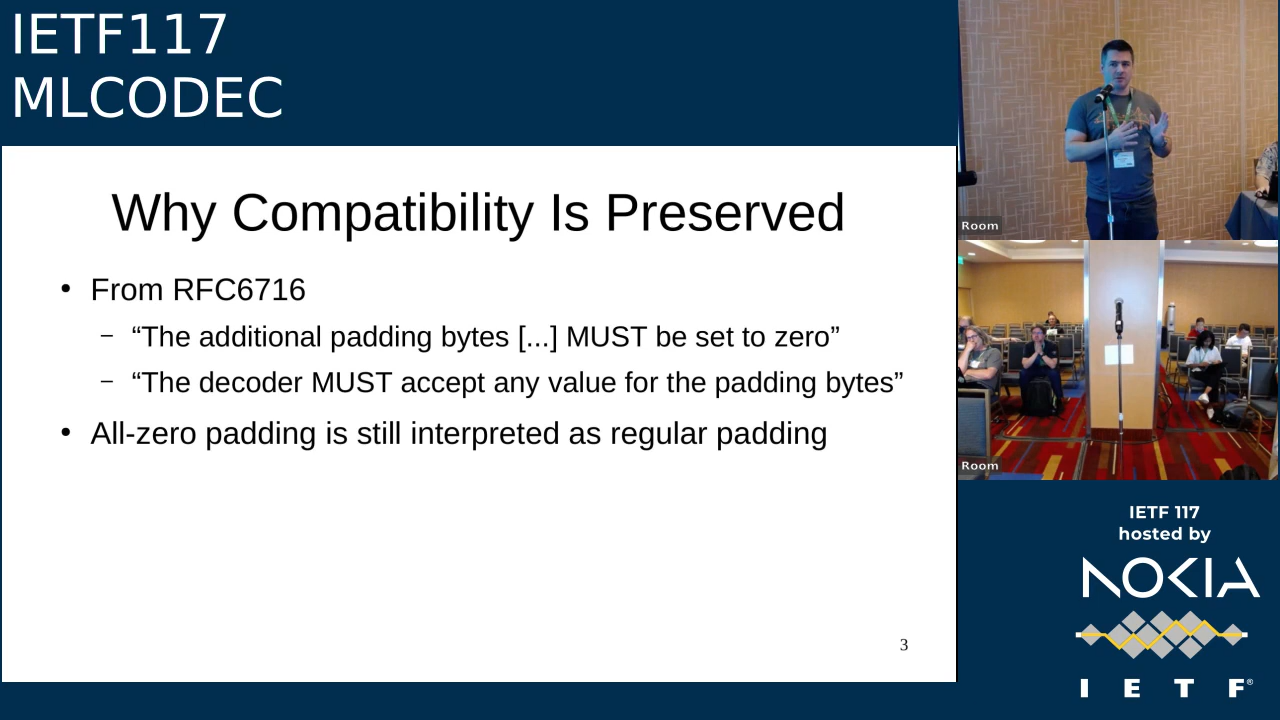 IETF117
MLCODEC
Why Compatibility Is Preserved
• From RFC6716
– “The additional padding bytes [...] MUST be set to zero”
– “The decoder MUST accept any value for the padding bytes”
• All-zero padding is still interpreted as regular padding
3
Room
Room
IETF 117
hosted by
NOKIA
I E T F®